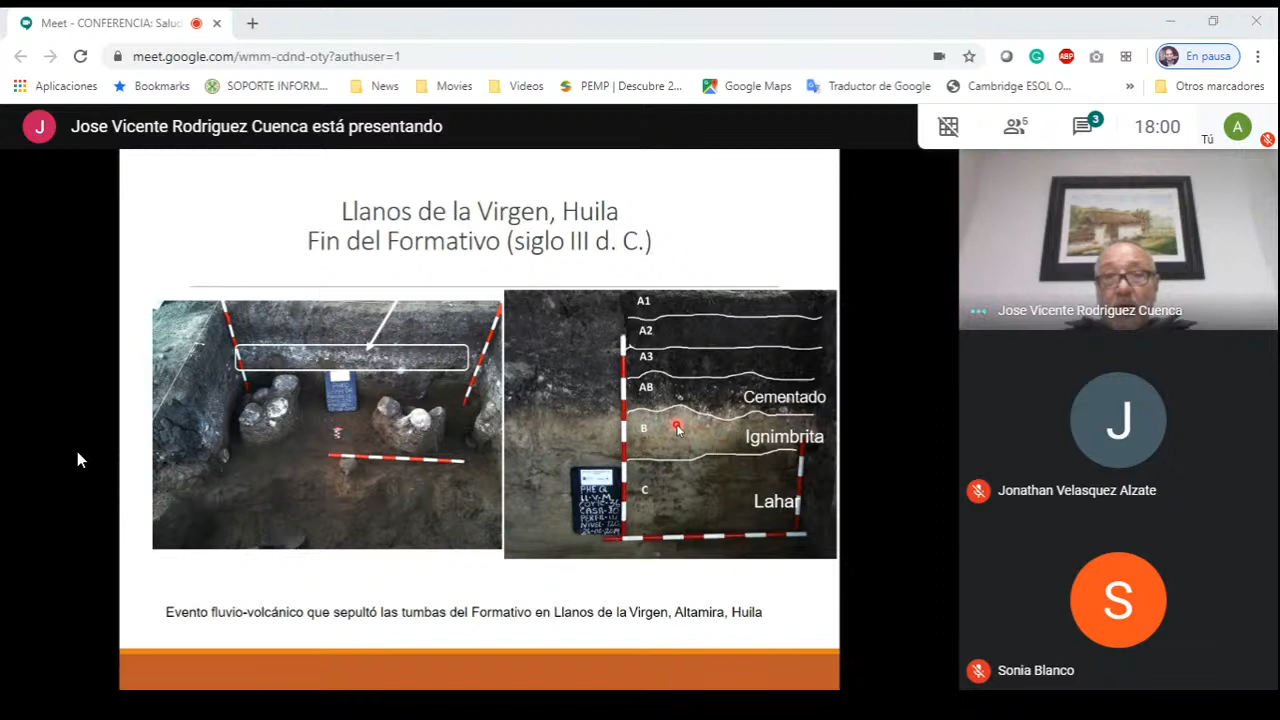 Meet - CONFERENCIA: Salud
meet.google.com/wmm-cdnd-oty?authuser=1
En pausa
Aplicaciones
Bookmarks
SOPORTE INFORM...
News
Movies
Videos
PEMP | Descubre 2...
Google Maps
Traductor de Google
Cambridge ESOL O...
»
Otros marcadores
J
Jose Vicente Rodriguez Cuenca está presentando
5
3
18:00
Tú
A
Llanos de la Virgen, Huila
Fin del Formativo (siglo III d. C.)
A1
A2
A3
AB
Cementado
B
Ignimbrita
C
Lahar
Evento fluvio-volcánico que sepultó las tumbas del Formativo en Llanos de la Virgen, Altamira, Huila
Jose Vicente Rodriguez Cuenca
J
Jonathan Velasquez Alzate
S
Sonia Blanco